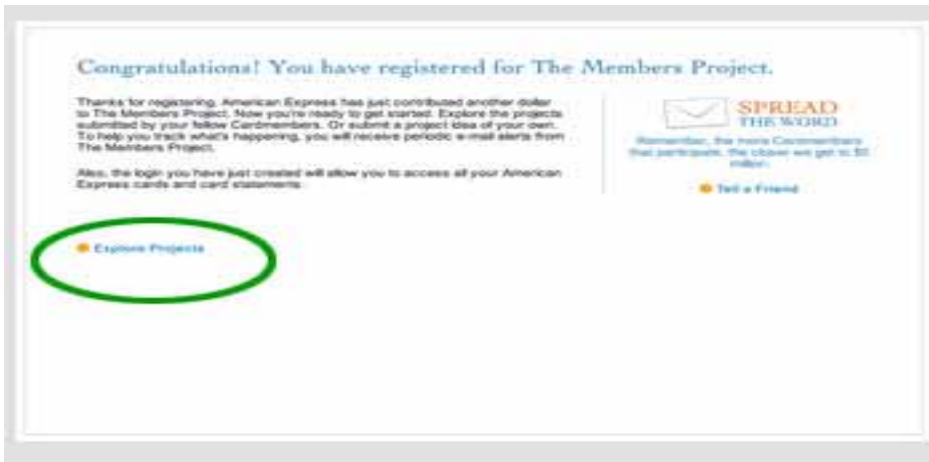 Congratulations! You have registered for The Members Project.
Thanks for registering. American Express has just contributed another dollar
to The Members Project. Now you're ready to get started. Explore the projects
submitted by your fellow Cardmembers. Or submit a project idea of your own.
To help you track what's happening, you will receive periodic e-mail alerts from
The Members Project.
Also, the login you have just created will allow you to access all your American
Express cards and card statements.
Explore Projects
SPREAD
THE WORD
Remember, the more Cardmembers
that participate, the closer we get to $5
million.
Tell a Friend